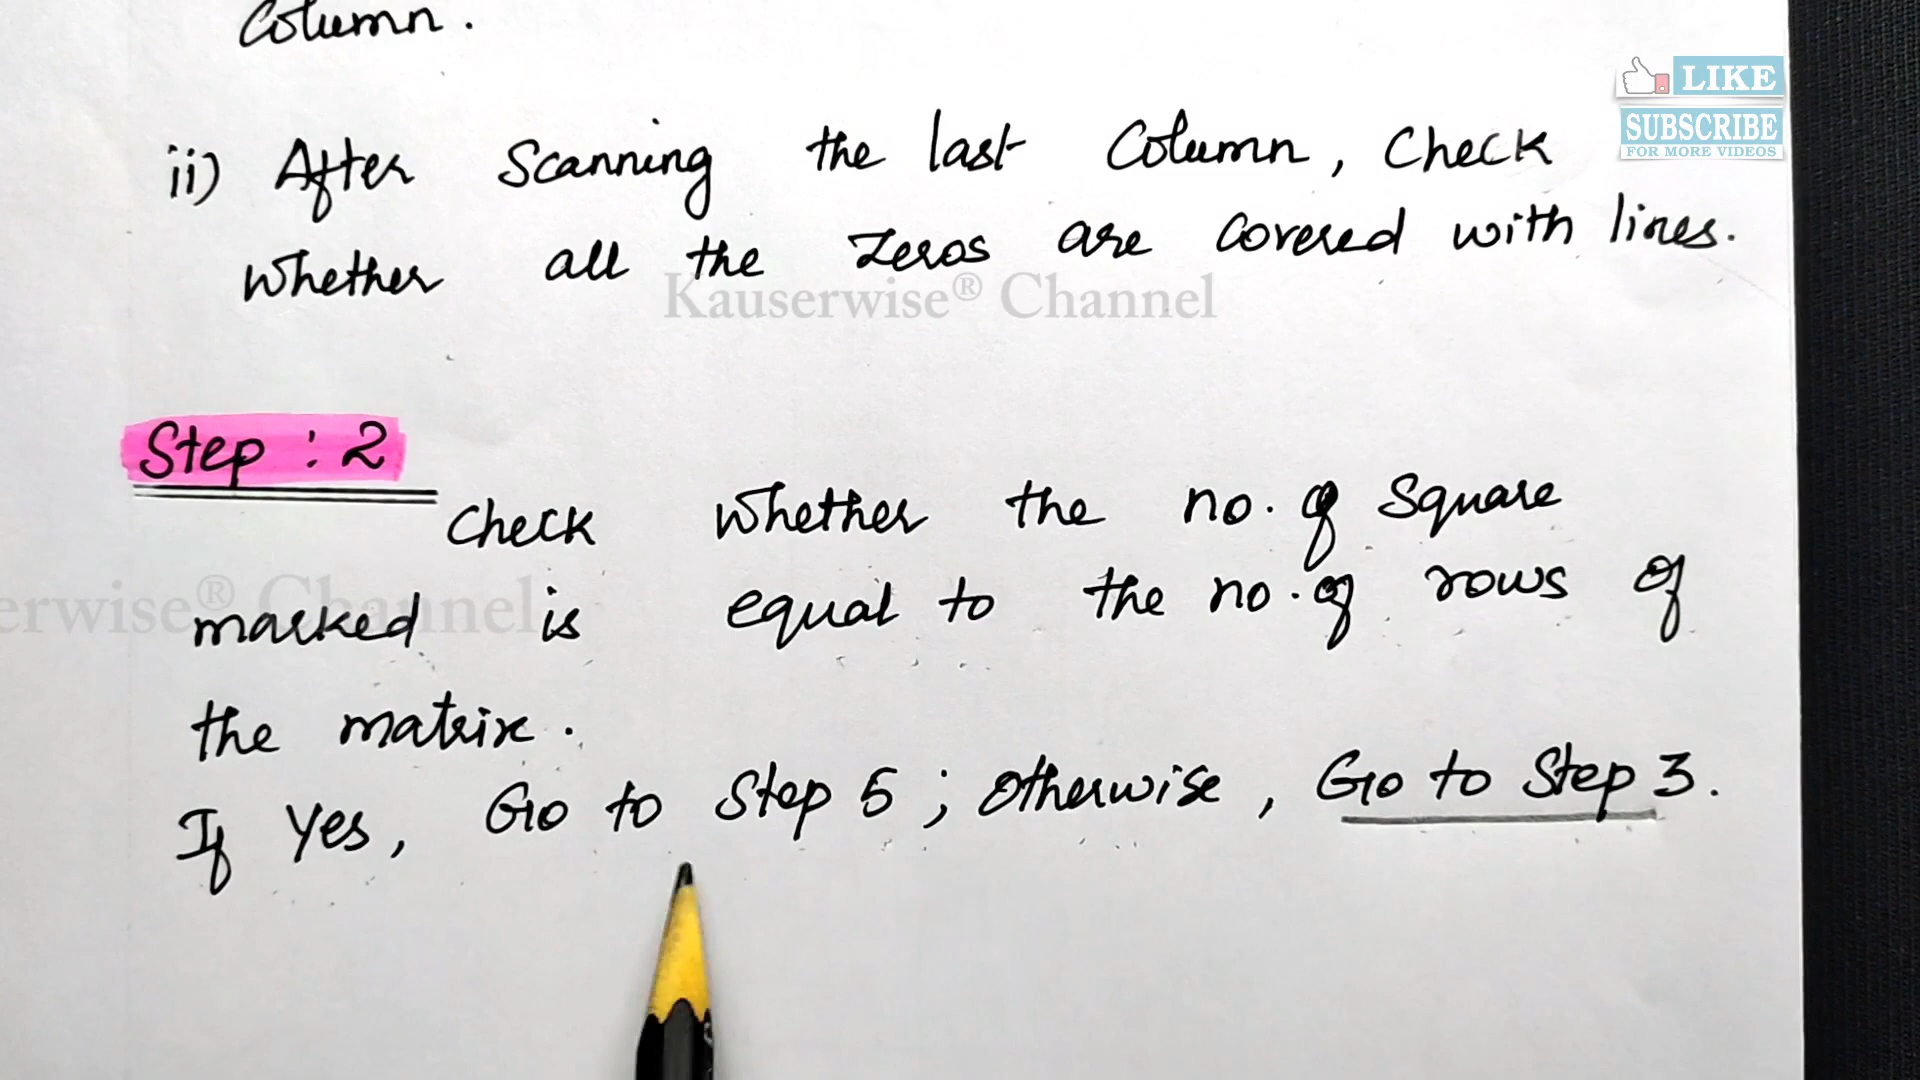 Column.
LIKE
SUBSCRIBE
FOR MORE VIDEOS
ii) After Scanning the last Column, Check
Whether all the Zeros are covered with lines.
Kauserwise® Channel
Step : 2
Check Whether the no. of Square
erwise® Channel
marked is equal to the no. of rows of
the matrix.
If Yes, Go to Step 5 ; Otherwise, Go to Step 3.